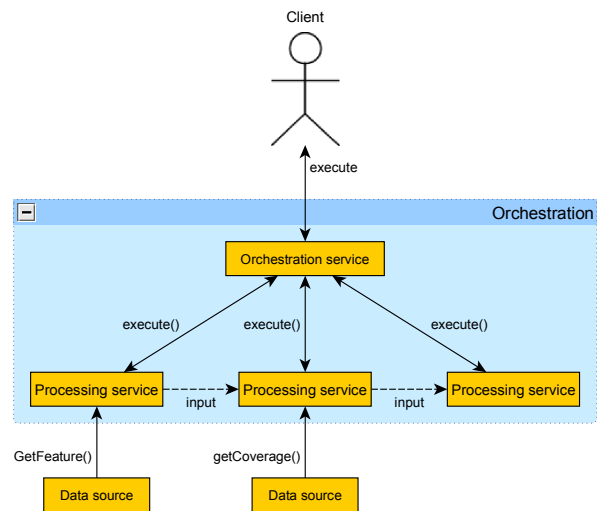 Client
execute
Orchestration
Orchestration service
execute() execute() execute()
Processing service Processing service Processing service
input input
GetFeature() getCoverage()
Data source Data source